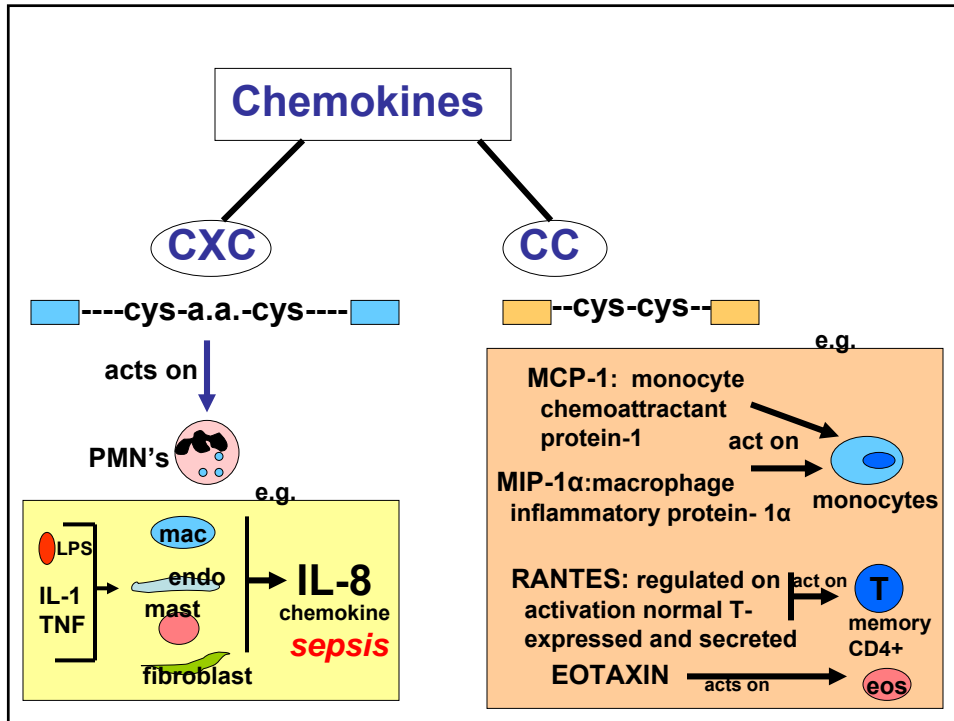 Chemokines
CXC
CC
----cys-a.a.-cys----
--cys-cys--
acts on
PMN's
e.g.
LPS
IL-1
TNF
mac
endo
mast
fibroblast
IL-8
chemokine
sepsis
e.g.
MCP-1: monocyte
chemoattractant
protein-1
act on
monocytes
MIP-1α:macrophage
inflammatory protein- 1α
RANTES: regulated on
activation normal T-
expressed and secreted
act on
T
memory
CD4+
EOTAXIN
acts on
eos